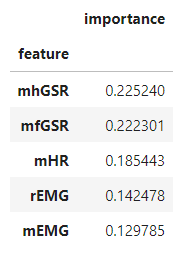 importance
feature
mhGSR 0.225240
mfGSR 0.222301
mHR 0.185443
rEMG 0.142478
mEMG 0.129785